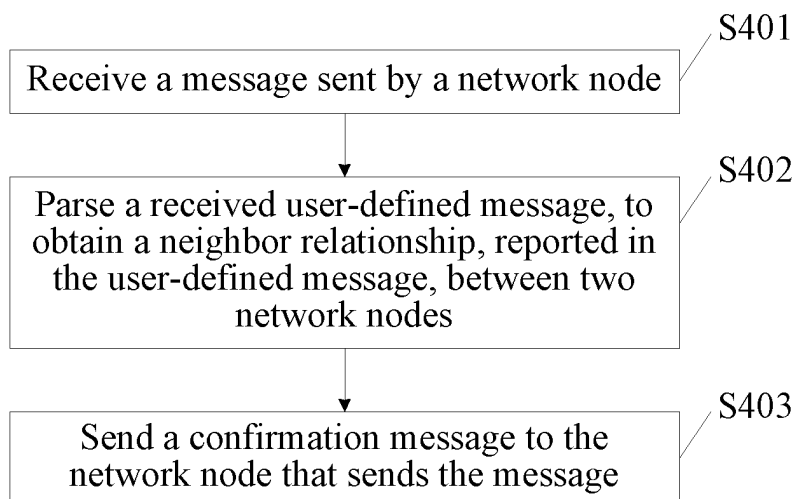 S401
Receive a message sent by a network node
S402
Parse a received user-defined message, to
obtain a neighbor relationship, reported in
the user-defined message, between two
network nodes
S403
Send a confirmation message to the
network node that sends the message